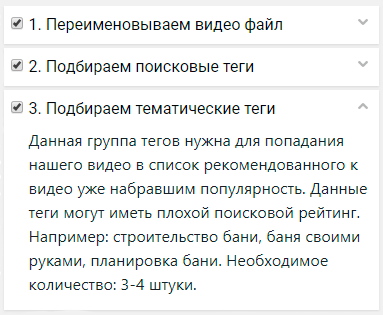 1. Переименовываем видео файл
2. Подбираем поисковые теги
3. Подбираем тематические теги
Данная группа тегов нужна для попадания
нашего видео в список рекомендованного к
видео уже набравшим популярность. Данные
теги могут иметь плохой поисковой рейтинг.
Например: строительство бани, баня своими
руками, планировка бани. Необходимое
количество: 3-4 штуки.